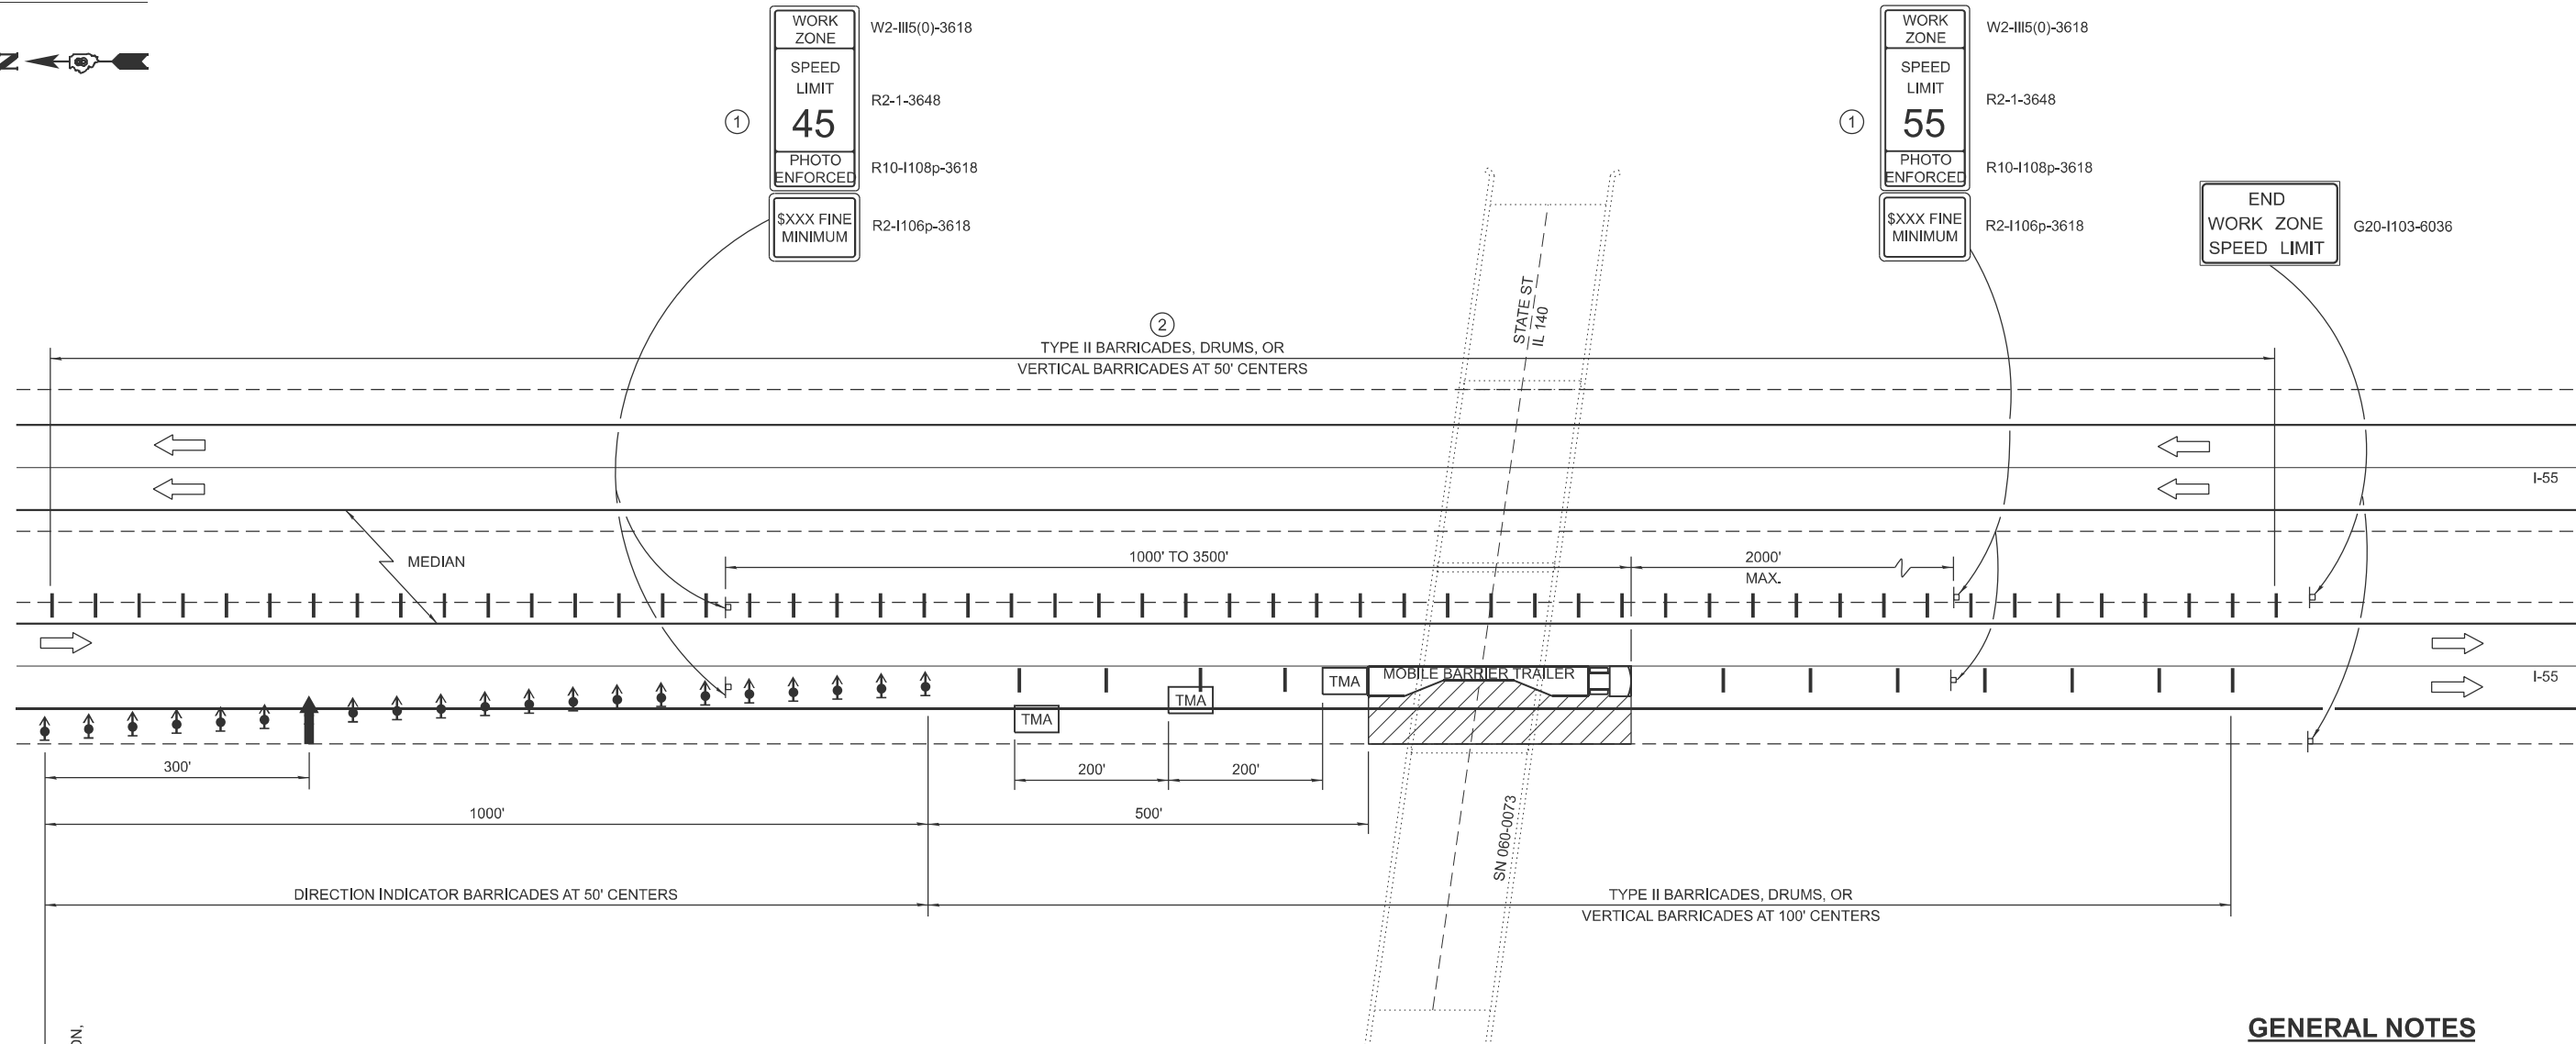 N
WORK
ZONE
W2-III5(0)-3618
SPEED
LIMIT
45
R2-1-3648
1
PHOTO
ENFORCED
R10-I108p-3618
$XXX FINE
MINIMUM
R2-I106p-3618
WORK
ZONE
W2-III5(0)-3618
SPEED
LIMIT
55
R2-1-3648
1
PHOTO
ENFORCED
R10-I108p-3618
$XXX FINE
MINIMUM
R2-I106p-3618
END
WORK ZONE
SPEED LIMIT
G20-I103-6036
2
TYPE II BARRICADES, DRUMS, OR
VERTICAL BARRICADES AT 50' CENTERS
STATE ST
IL 140
I-55
MEDIAN
1000' TO 3500'
2000'
MAX.
MOBILE BARRIER TRAILER
TMA
TMA
TMA
I-55
300'
200'
200'
1000'
500'
SN 060-0073
DIRECTION INDICATOR BARRICADES AT 50' CENTERS
TYPE II BARRICADES, DRUMS, OR
VERTICAL BARRICADES AT 100' CENTERS
ON,
GENERAL NOTES